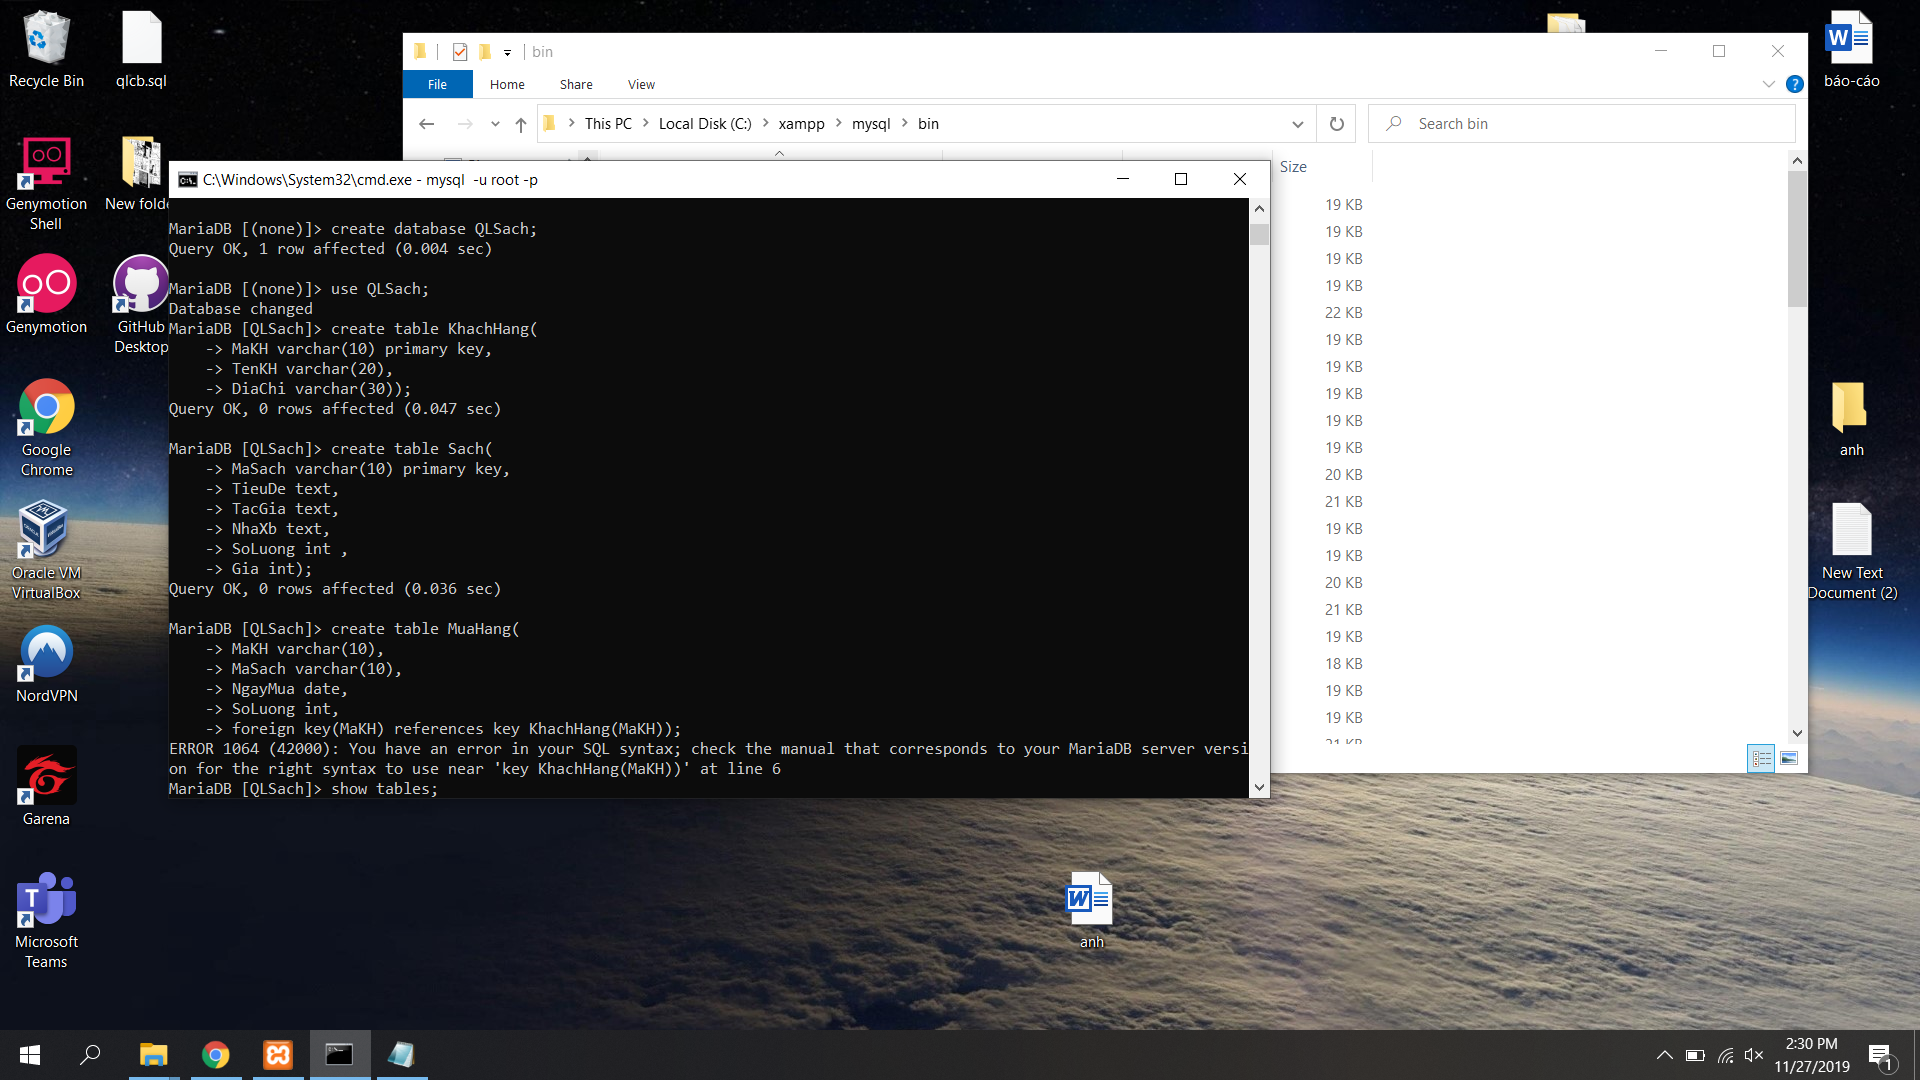 Recycle Bin
qlcb.sql
Genymotion
Shell
New folde
Genymotion
GitHub
Desktop
Google
Chrome
Oracle VM
VirtualBox
NordVPN
Garena
Microsoft
Teams
bin
File
Home
Share
View
This PC
Local Disk (C:)
xampp
mysql
bin
Search bin
Size
19 KB
19 KB
19 KB
19 KB
22 KB
19 KB
19 KB
19 KB
19 KB
19 KB
20 KB
21 KB
19 KB
19 KB
20 KB
21 KB
19 KB
18 KB
19 KB
19 KB
21 KB
C:\Windows\System32\cmd.exe - mysql  -u root -p
MariaDB [(none)]> create database QLSach;
Query OK, 1 row affected (0.004 sec)
MariaDB [(none)]> use QLSach;
Database changed
MariaDB [QLSach]> create table KhachHang(
    -> MaKH varchar(10) primary key,
    -> TenKH varchar(20),
    -> DiaChi varchar(30));
Query OK, 0 rows affected (0.047 sec)
MariaDB [QLSach]> create table Sach(
    -> MaSach varchar(10) primary key,
    -> TieuDe text,
    -> TacGia text,
    -> NhaXb text,
    -> SoLuong int ,
    -> Gia int);
Query OK, 0 rows affected (0.036 sec)
MariaDB [QLSach]> create table MuaHang(
    -> MaKH varchar(10),
    -> MaSach varchar(10),
    -> NgayMua date,
    -> SoLuong int,
    -> foreign key(MaKH) references key KhachHang(MaKH));
ERROR 1064 (42000): You have an error in your SQL syntax; check the manual that corresponds to your MariaDB server versi
on for the right syntax to use near 'key KhachHang(MaKH))' at line 6
MariaDB [QLSach]> show tables;
báo-cáo
anh
New Text
Document (2)
anh
2:30 PM
11/27/2019
1